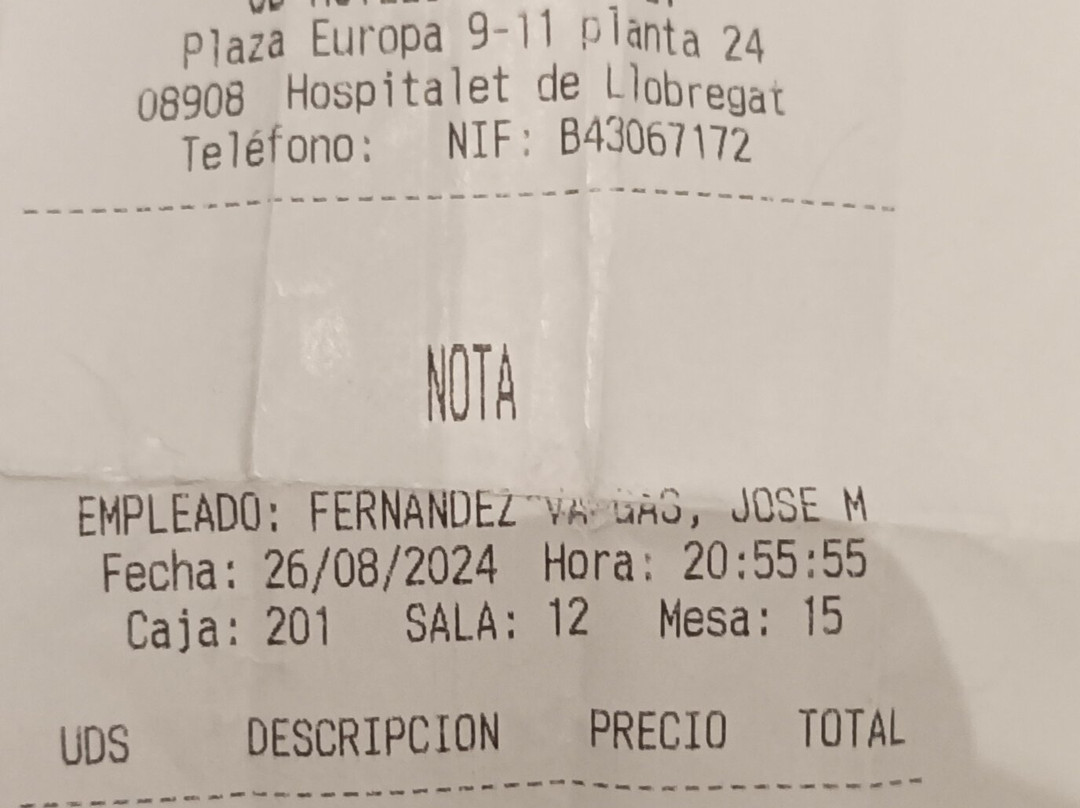 Plaza Europa 9-11 planta 24
08908 Hospitalet de Llobregat
Teléfono: NIF: B43067172
NOTA
EMPLEADO: FERNANDEZ VARGAS, JOSE M
Fecha: 26/08/2024 Hora: 20:55:55
Caja: 201 SALA: 12 Mesa: 15
UDS DESCRIPCION PRECIO TOTAL